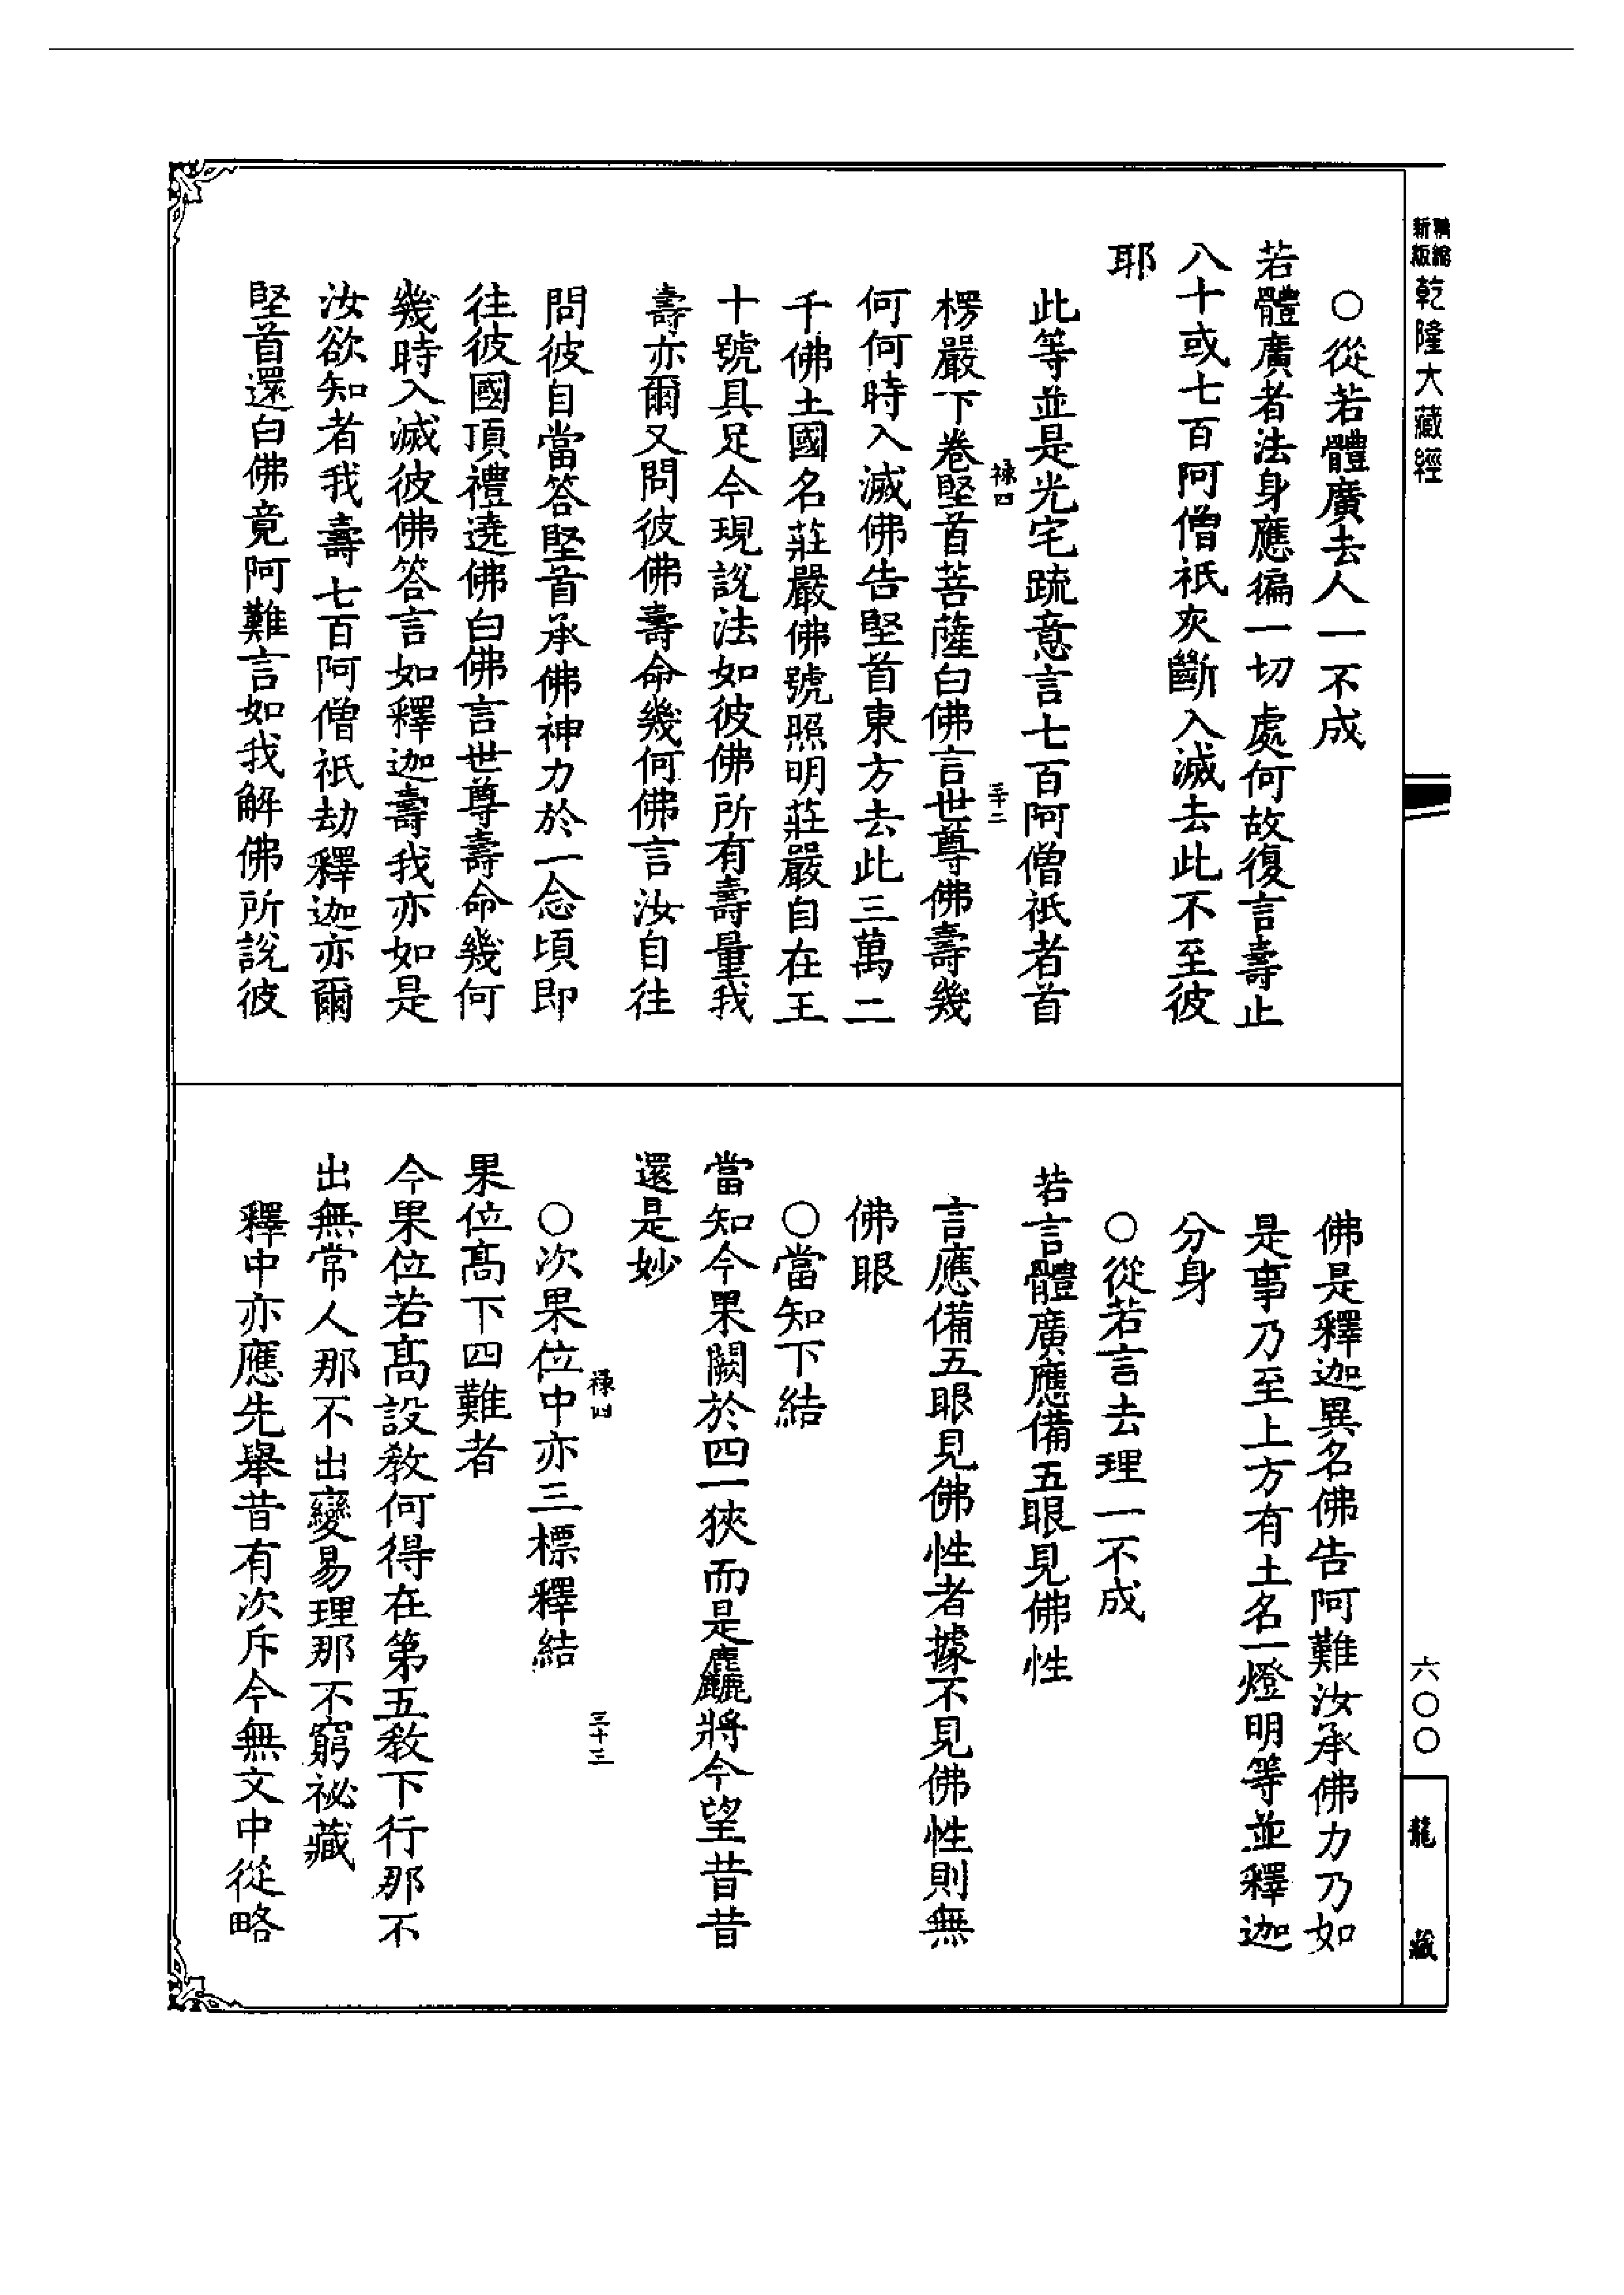 精縮
新版
乾隆大藏經
○從若體廣去人一不成
若體廣者法身應徧一切處何故復言壽止
八十或七百阿僧祇灰斷入滅去此不至彼
耶
此等並是光宅疏意言七百阿僧祇者首
祿四
三十二
楞嚴下卷堅首菩薩白佛言世尊佛壽幾
何何時入滅佛告堅首東方去此三萬二
千佛土國名莊嚴佛號照明莊嚴自在王
十號具足今現說法如彼佛所有壽量我
壽亦爾又問彼佛壽命幾何佛言汝自往
問彼自當答堅首承佛神力於一念頃即
往彼國頂禮遶佛白佛言世尊壽命幾何
幾時入滅彼佛答言如釋迦壽我亦如是
汝欲知者我壽七百阿僧祇劫釋迦亦爾
堅首還白佛竟阿難言如我解佛所說彼
佛是釋迦異名佛告阿難汝承佛力乃如
是事乃至上方有土名一燈明等並釋迦
分身
○從若言去理一不成
若言體廣應備五眼見佛性
言應備五眼見佛性者據不見佛性則無
佛眼
○當知下結
當知今果闕於四一狹而是麤將今望昔昔
還是妙
祿四
三十三
○次果位中亦三標釋結
果位高下四難者
今果位若高設教何得在第五教下行那不
出無常人那不出變易理那不窮祕藏
釋中亦應先舉昔有次斥今無文中從略
六〇〇
龍藏